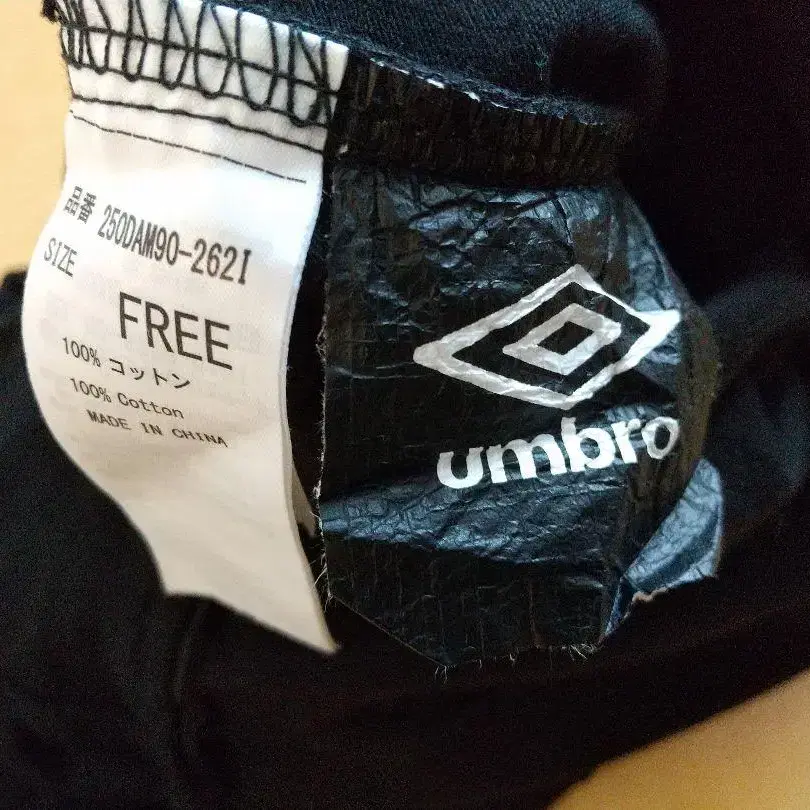 品番 250DAM90-262I
SIZE
FREE
100% コットン
100% Cotton
MADE IN CHINA
umbro